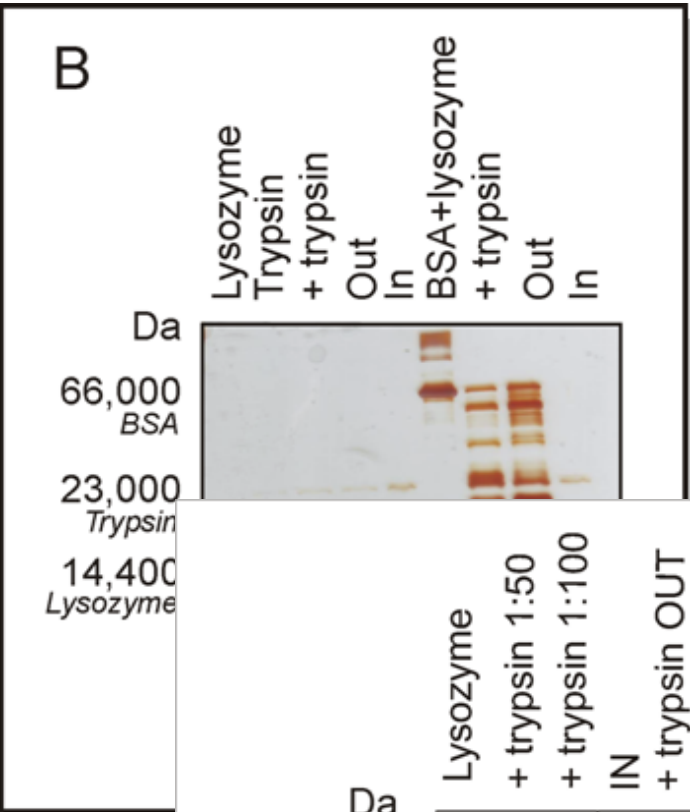 B
Lysozyme
Trypsin
+ trypsin
Out
In
BSA+lysozyme
+ trypsin
Out
In
Da
66,000
BSA
23,000
Trypsin
14,400
Lysozyme
Lysozyme
+ trypsin 1:50
+ trypsin 1:100
IN
+ trypsin OUT
Da